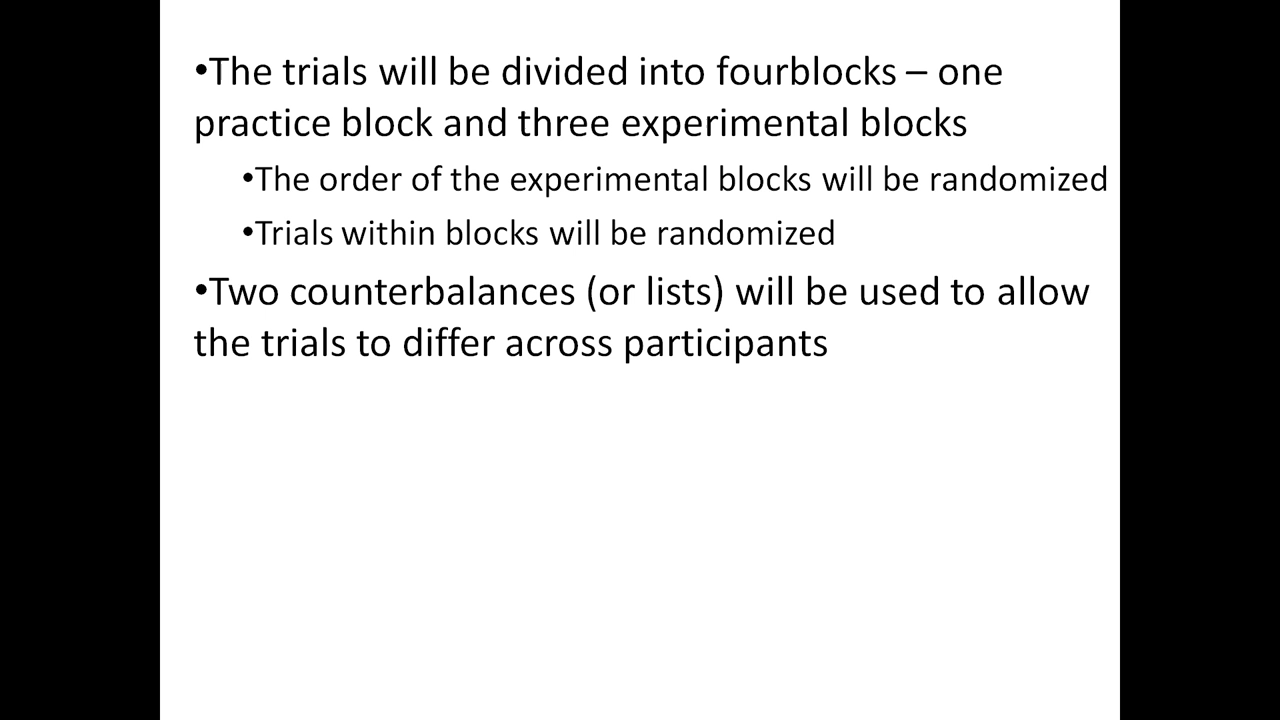 •The trials will be divided into fourblocks – one
practice block and three experimental blocks
•The order of the experimental blocks will be randomized
•Trials within blocks will be randomized
•Two counterbalances (or lists) will be used to allow
the trials to differ across participants